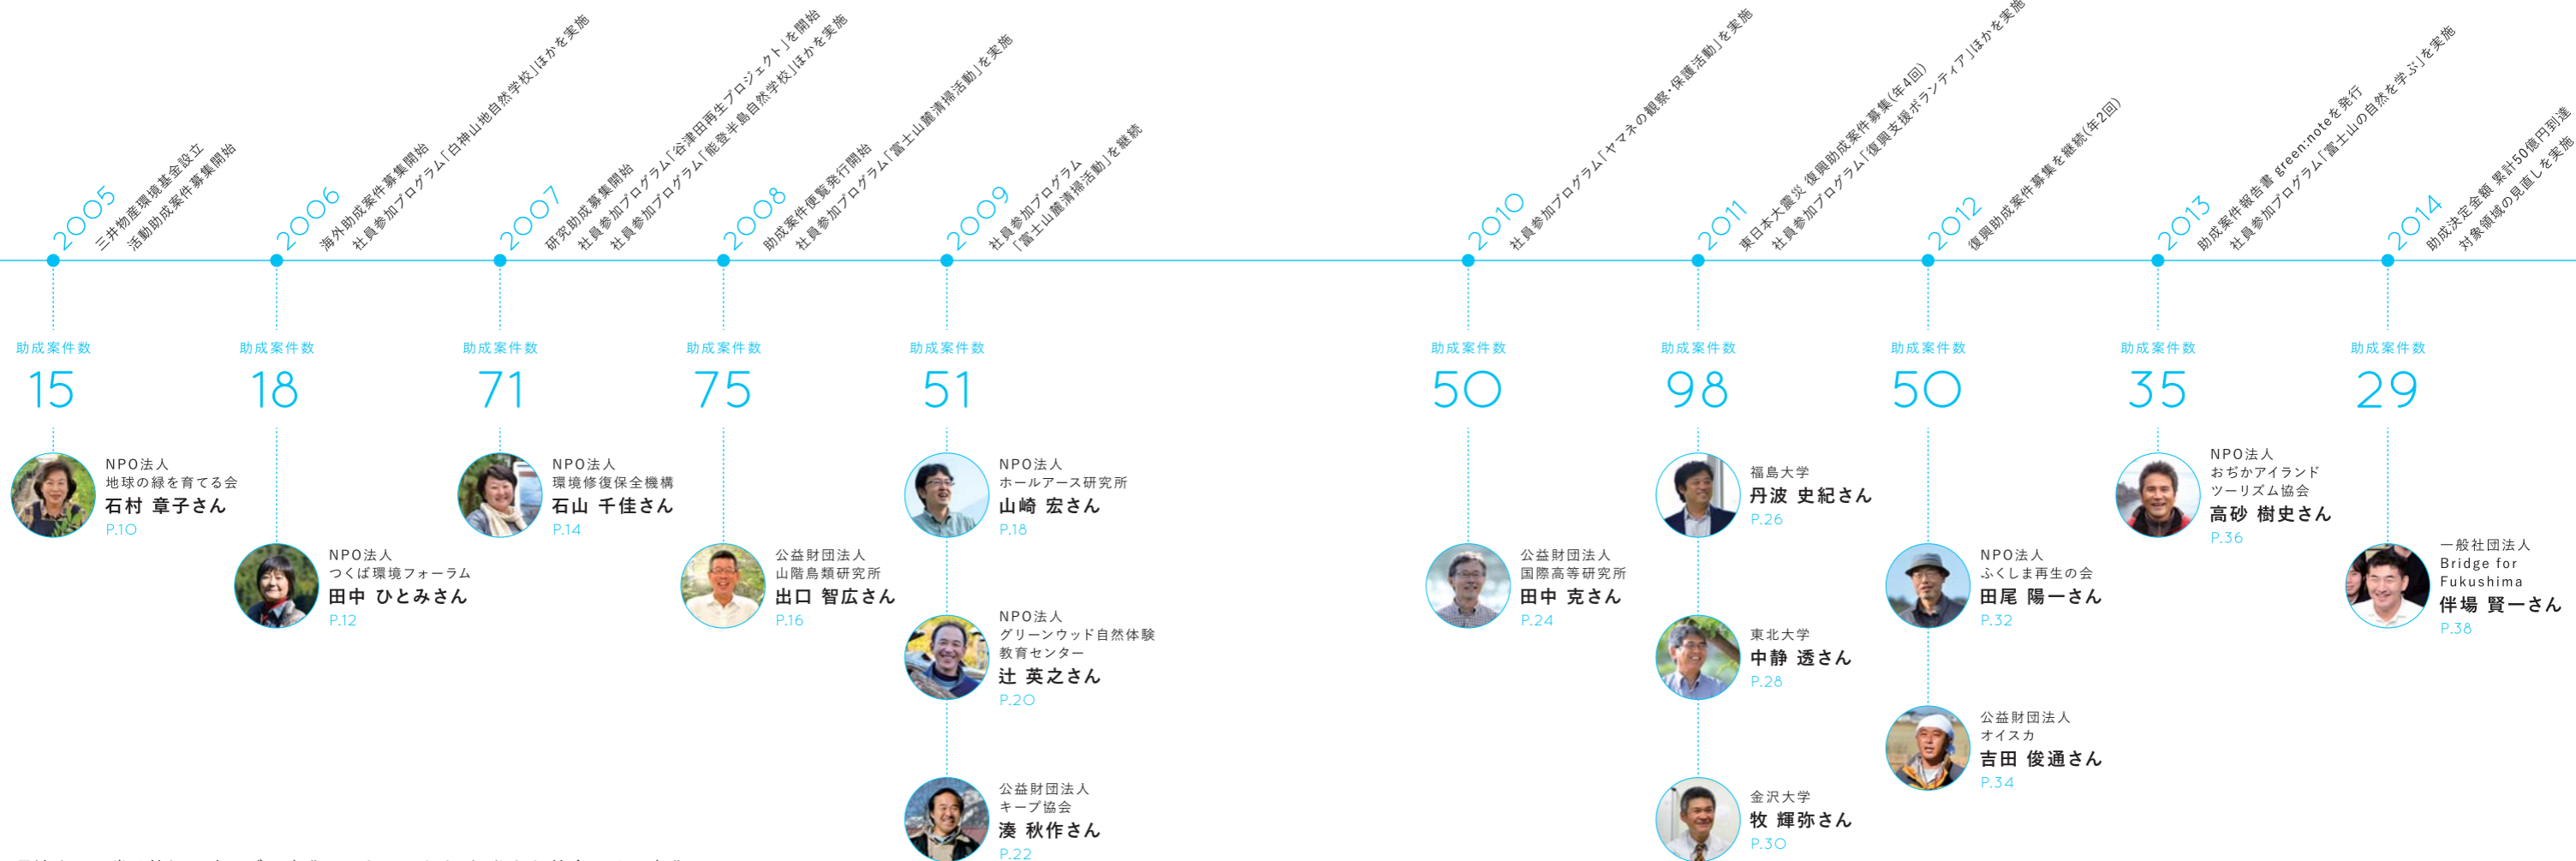 2005
三井物産環境基金設立
活動助成案件募集開始
助成案件数
15
NPO法人
地球の緑を育てる会
石村 章子さん
P.10
2006
海外助成案件募集開始
社員参加プログラム「白神山地自然学校」ほかを実施
助成案件数
18
NPO法人
つくば環境フォーラム
田中 ひとみさん
P.12
2007
研究助成募集開始
社員参加プログラム「谷津田再生プロジェクト」を開始
社員参加プログラム「能登半島自然学校」ほかを実施
助成案件数
71
NPO法人
環境修復保全機構
石山 千佳さん
P.14
2008
助成案件便覧発行開始
社員参加プログラム「富士山麓清掃活動」を実施
助成案件数
75
公益財団法人
山階鳥類研究所
出口 智広さん
P.16
2009
社員参加プログラム
「富士山麓清掃活動」を継続
助成案件数
51
NPO法人
ホールアース研究所
山崎 宏さん
P.18
NPO法人
グリーンウッド自然体験
教育センター
辻 英之さん
P.20
公益財団法人
キープ協会
湊 秋作さん
P.22
2010
社員参加プログラム「ヤマネの観察・保護活動」を実施
助成案件数
50
公益財団法人
国際高等研究所
田中 克さん
P.24
2011
東日本大震災 復興助成案件募集(年4回)
社員参加プログラム「復興支援ボランティア」ほかを実施
助成案件数
98
福島大学
丹波 史紀さん
P.26
東北大学
中静 透さん
P.28
金沢大学
牧 輝弥さん
P.30
2012
復興助成案件募集を継続(年2回)
助成案件数
50
NPO法人
ふくしま再生の会
田尾 陽一さん
P.32
公益財団法人
オイスカ
吉田 俊通さん
P.34
2013
助成案件報告書 green:noteを発行
社員参加プログラム「富士山の自然を学ぶ」を実施
助成案件数
35
NPO法人
おぢかアイランド
ツーリズム協会
高砂 樹史さん
P.36
2014
助成決定金額 累計50億円到達
対象領域の見直しを実施
助成案件数
29
一般社団法人
Bridge for
Fukushima
伴場 賢一さん
P.38